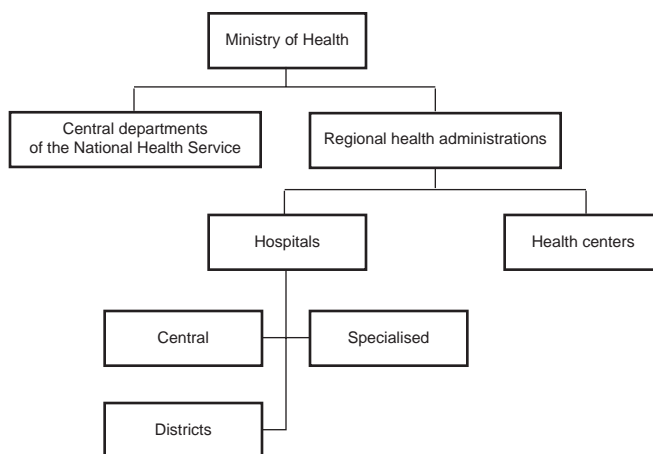 Ministry of Health
Central departments
of the National Health Service
Regional health administrations
Hospitals
Health centers
Central
Specialised
Districts